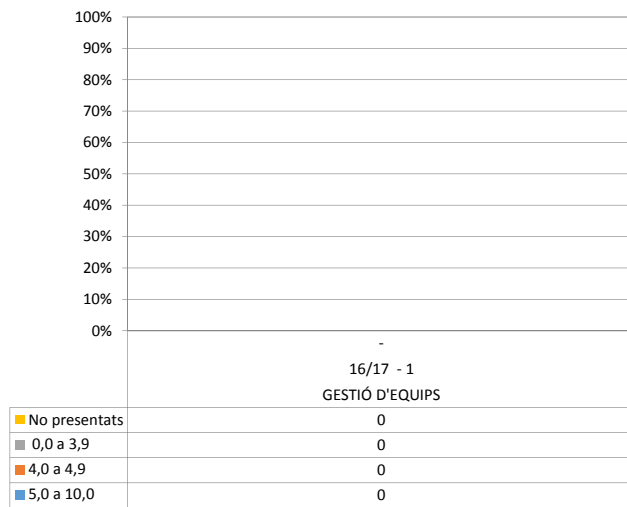 100%
90%
80%
70%
60%
50%
40%
30%
20%
10%
0%
-
16/17 - 1
GESTIÓ D'EQUIPS
No presentats 0
0,0 a 3,9 0
4,0 a 4,9 0
5,0 a 10,0 0